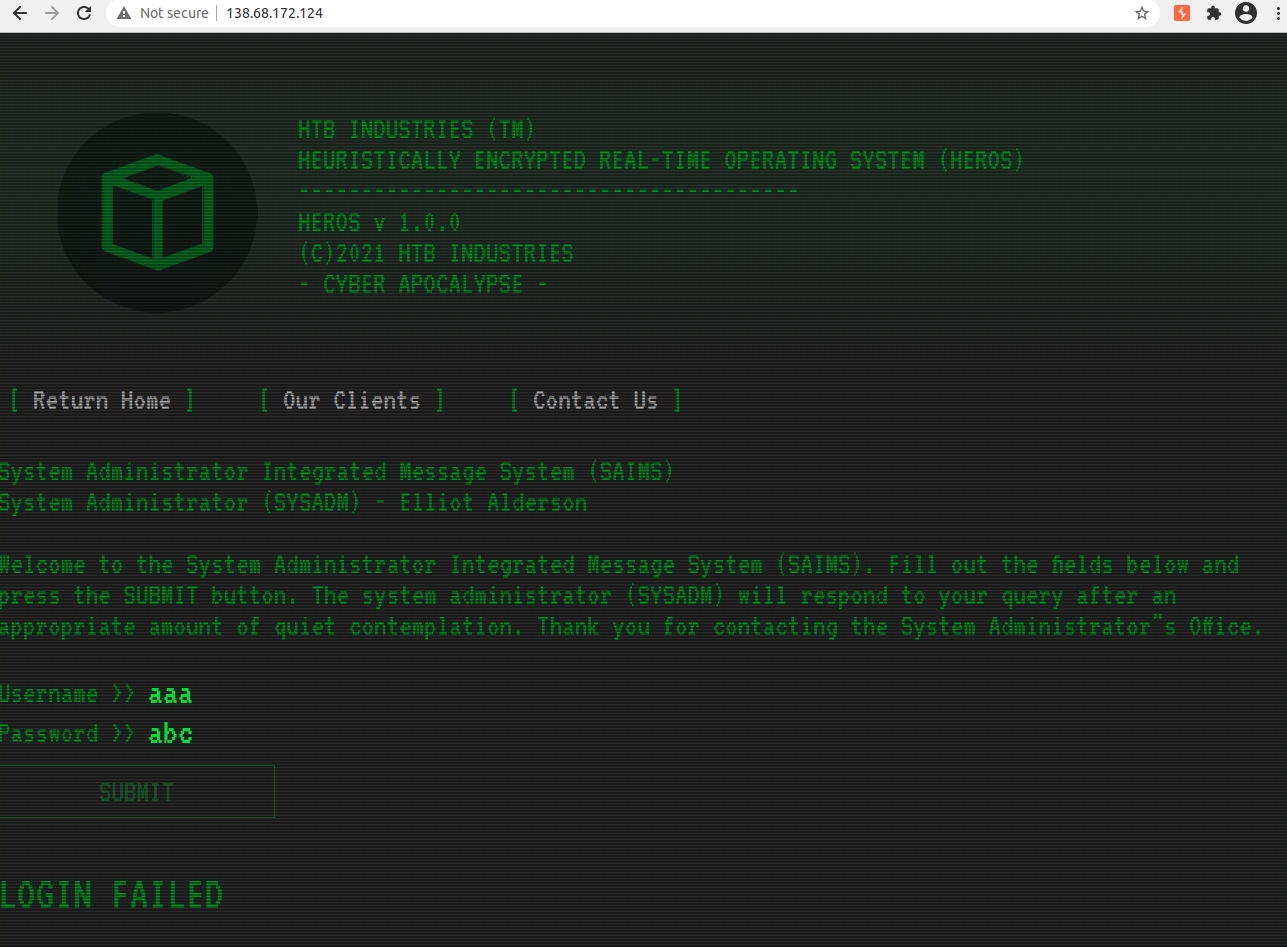 Not secure | 138.68.172.124
HTB INDUSTRIES (TM)
HEURISTICALLY ENCRYPTED REAL-TIME OPERATING SYSTEM (HEROS)
----------------------------------------
HEROS v 1.0.0
(C)2021 HTB INDUSTRIES
- CYBER APOCALYPSE -
[ Return Home ] [ Our Clients ] [ Contact Us ]
System Administrator Integrated Message System (SAIMS)
System Administrator (SYSADM) - Elliot Alderson
Welcome to the System Administrator Integrated Message System (SAIMS). Fill out the fields below and
press the SUBMIT button. The system administrator (SYSADM) will respond to your query after an
appropriate amount of quiet contemplation. Thank you for contacting the System Administrator"s Office.
Username >> aaa
Password >> abc
SUBMIT
LOGIN FAILED